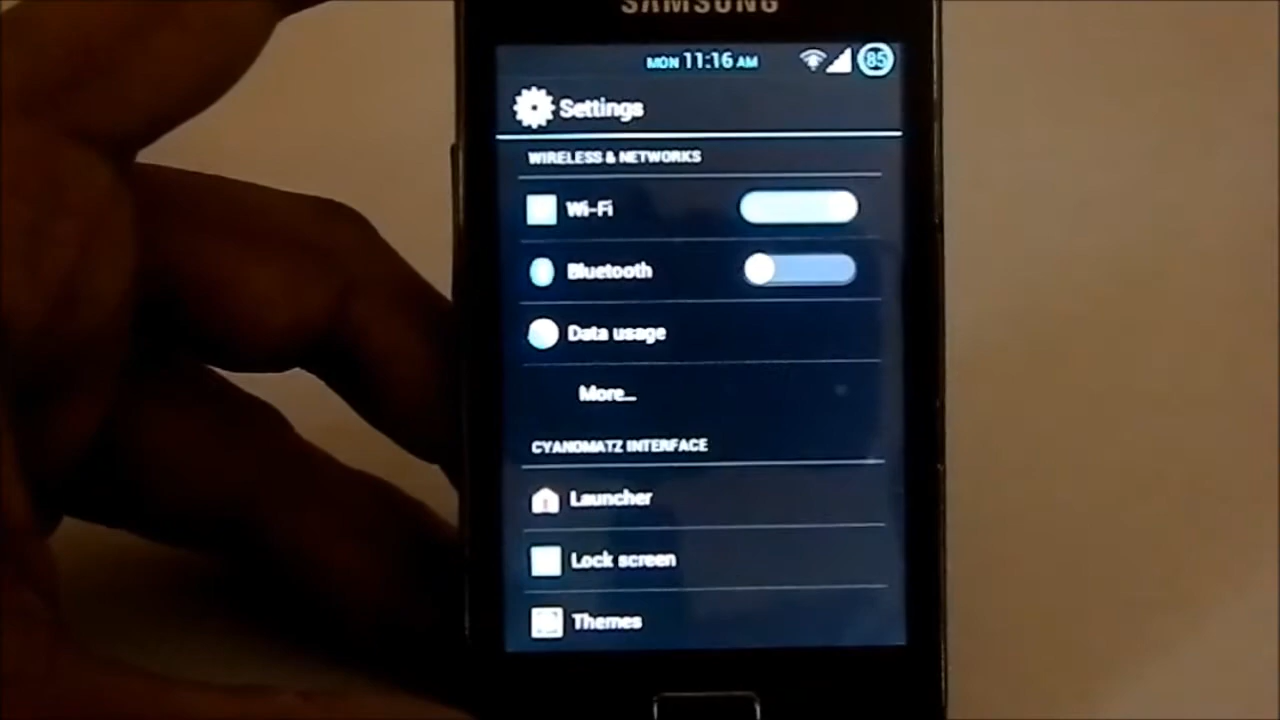 SAMSUNG
MON 11:16 AM 85
Settings
WIRELESS & NETWORKS
Wi-Fi
Bluetooth
Data usage
More...
CYANOMATZ INTERFACE
Launcher
Lock screen
Themes